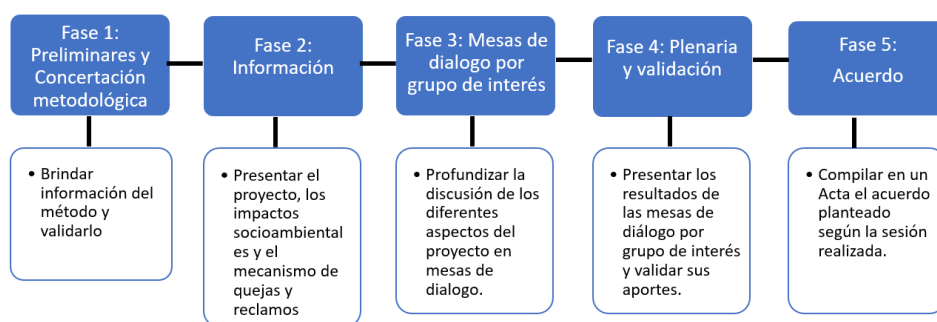 Fase 1:
Preliminares y
Concertación
metodológica
Fase 2:
Información
Fase 3: Mesas de
dialogo por
grupo de interés
Fase 4: Plenaria
y validación
Fase 5:
Acuerdo
• Brindar
información del
método y
validarlo
• Presentar el
proyecto, los
impactos
socioambiental
es y el
mecanismo de
quejas y
reclamos
• Profundizar la
discusión de los
diferentes
aspectos del
proyecto en
mesas de
dialogo.
• Presentar los
resultados de
las mesas de
diálogo por
grupo de interés
y validar sus
aportes.
• Compilar en un
Acta el acuerdo
planteado
según la sesión
realizada.